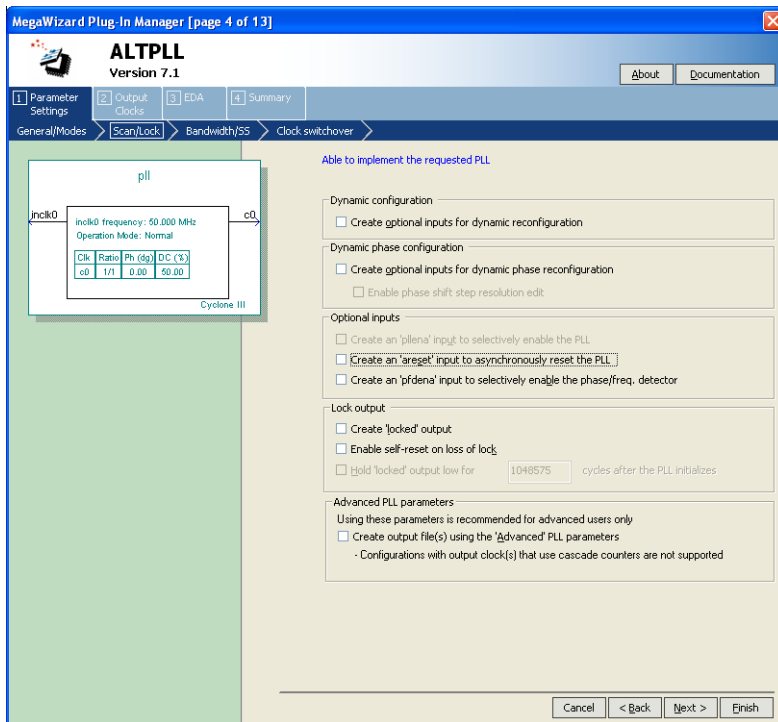 MegaWizard Plug-In Manager [page 4 of 13]
ALTPLL
Version 7.1
About
Documentation
1 Parameter Settings
2 Output Clocks
3 EDA
4 Summary
General/Modes
Scan/Lock
Bandwidth/SS
Clock switchover
pll
inclk0
c0
inclk0 frequency: 50.000 MHz
Operation Mode: Normal
Clk Ratio Ph (dg) DC (%)
c0 1/1 0.00 50.00
Cyclone III
Able to implement the requested PLL
Dynamic configuration
Create optional inputs for dynamic reconfiguration
Dynamic phase configuration
Create optional inputs for dynamic phase reconfiguration
Enable phase shift step resolution edit
Optional inputs
Create an 'pllena' input to selectively enable the PLL
Create an 'areset' input to asynchronously reset the PLL
Create an 'pfdena' input to selectively enable the phase/freq. detector
Lock output
Create 'locked' output
Enable self-reset on loss of lock
Hold 'locked' output low for 1048575 cycles after the PLL initializes
Advanced PLL parameters
Using these parameters is recommended for advanced users only
Create output file(s) using the 'Advanced' PLL parameters
- Configurations with output clock(s) that use cascade counters are not supported
Cancel
< Back
Next >
Finish